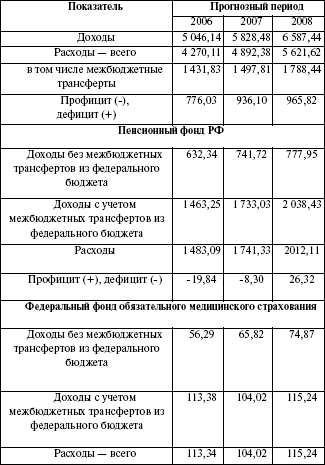 Показатель
Прогнозный период
2006 2007 2008
Доходы 5 046,14 5 828,48 6 587,44
Расходы — всего 4 270,11 4 892,38 5 621,62
в том числе межбюджетные 1 431,83 1 497,81 1 788,44
трансферты
Профицит (-), 776,03 936,10 965,82
дефицит (+)
Пенсионный фонд РФ
Доходы без межбюджетных 632,34 741,72 777,95
трансфертов из федерального
бюджета
Доходы с учетом 1 463,25 1 733,03 2 038,43
межбюджетных трансфертов из
федерального бюджета
Расходы 1 483,09 1 741,33 2012,11
Профицит (+), дефицит (-) -19,84 -8,30 26,32
Федеральный фонд обязательного медицинского страхования
Доходы без межбюджетных 56,29 65,82 74,87
трансфертов из федерального
бюджета
Доходы с учетом 113,38 104,02 115,24
межбюджетных трансфертов из
федерального бюджета
Расходы — всего 113,34 104,02 115,24